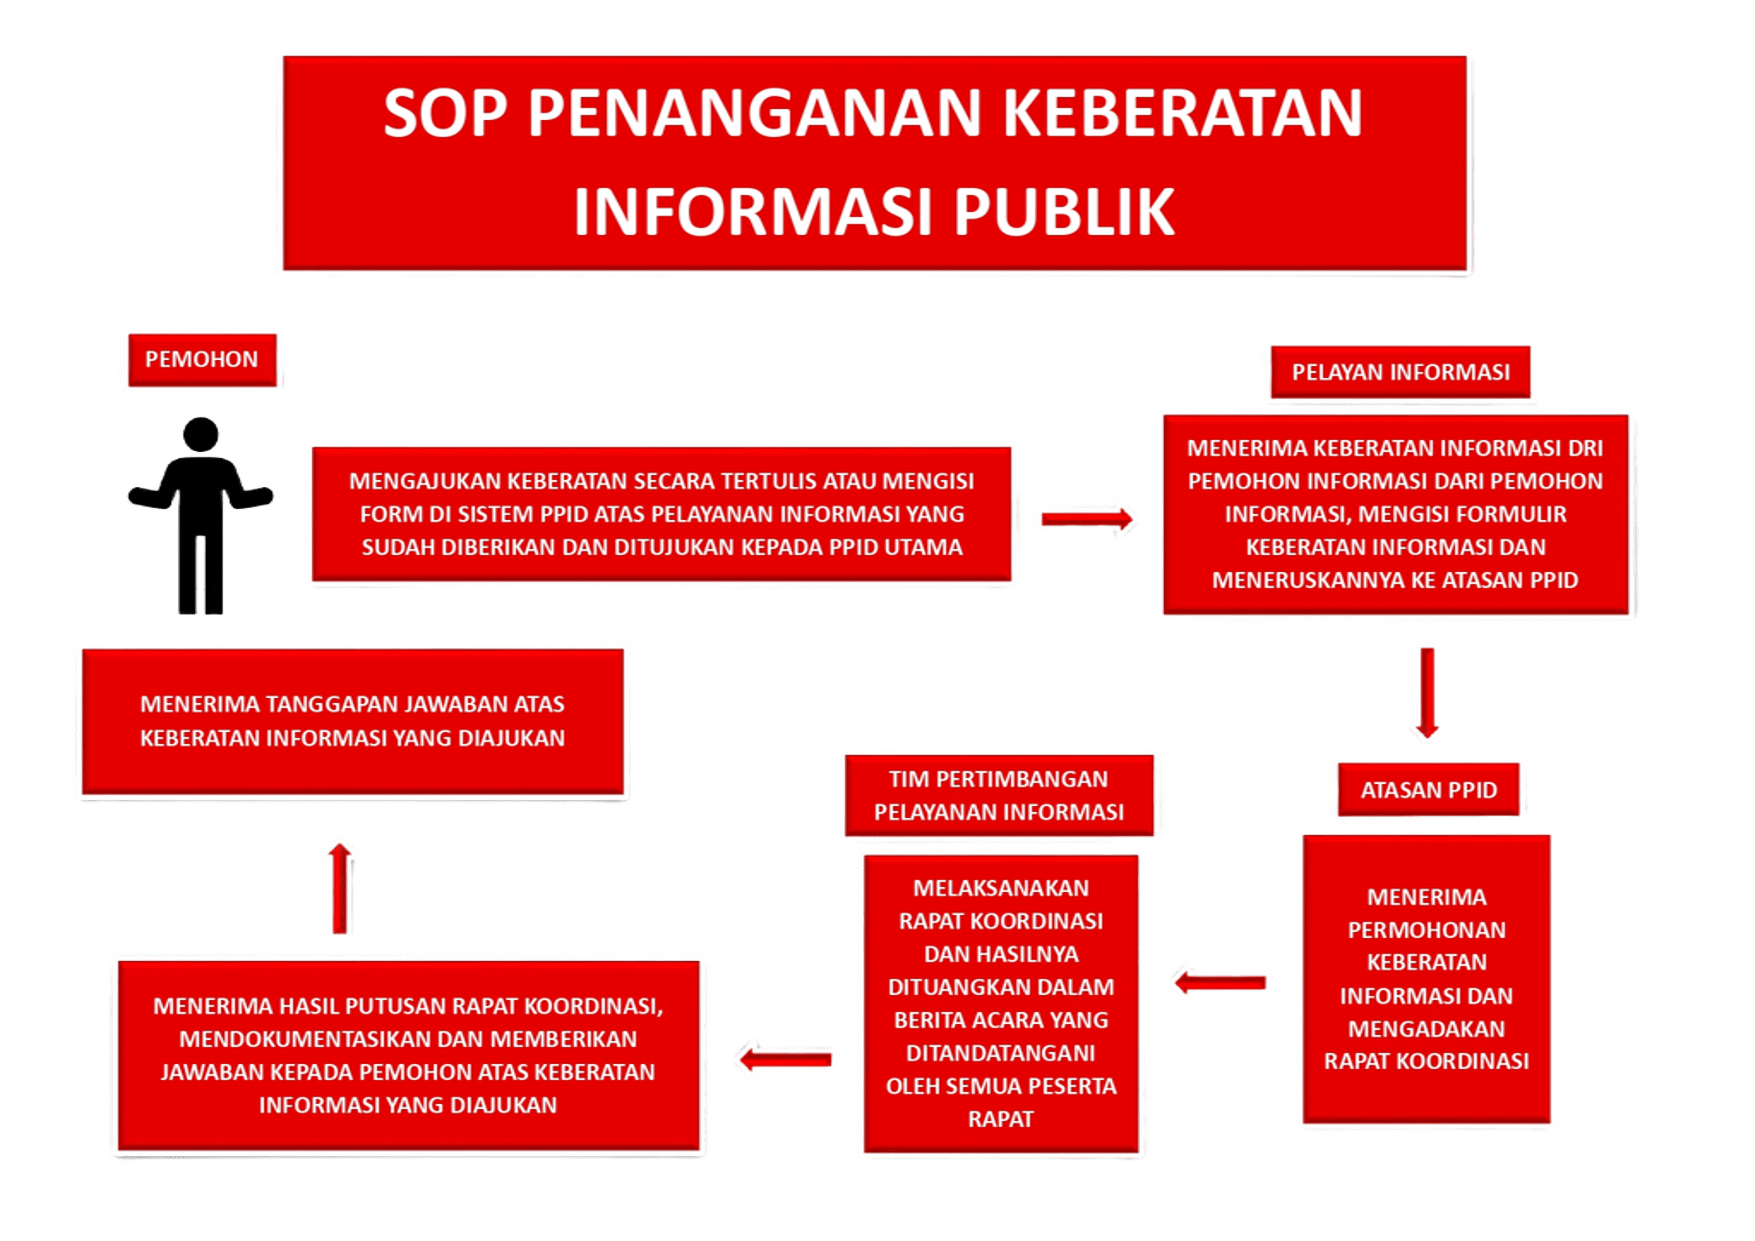 SOP PENANGANAN KEBERATAN
INFORMASI PUBLIK
PEMOHON
MENGAJUKAN KEBERATAN SECARA TERTULIS ATAU MENGISI
FORM DI SISTEM PPID ATAS PELAYANAN INFORMASI YANG
SUDAH DIBERIKAN DAN DITUJUKAN KEPADA PPID UTAMA
PELAYAN INFORMASI
MENERIMA KEBERATAN INFORMASI DRI
PEMOHON INFORMASI DARI PEMOHON
INFORMASI, MENGISI FORMULIR
KEBERATAN INFORMASI DAN
MENERUSKANNYA KE ATASAN PPID
ATASAN PPID
MENERIMA
PERMOHONAN
KEBERATAN
INFORMASI DAN
MENGADAKAN
RAPAT KOORDINASI
TIM PERTIMBANGAN
PELAYANAN INFORMASI
MELAKSANAKAN
RAPAT KOORDINASI
DAN HASILNYA
DITUANGKAN DALAM
BERITA ACARA YANG
DITANDATANGANI
OLEH SEMUA PESERTA
RAPAT
MENERIMA HASIL PUTUSAN RAPAT KOORDINASI,
MENDOKUMENTASIKAN DAN MEMBERIKAN
JAWABAN KEPADA PEMOHON ATAS KEBERATAN
INFORMASI YANG DIAJUKAN
MENERIMA TANGGAPAN JAWABAN ATAS
KEBERATAN INFORMASI YANG DIAJUKAN